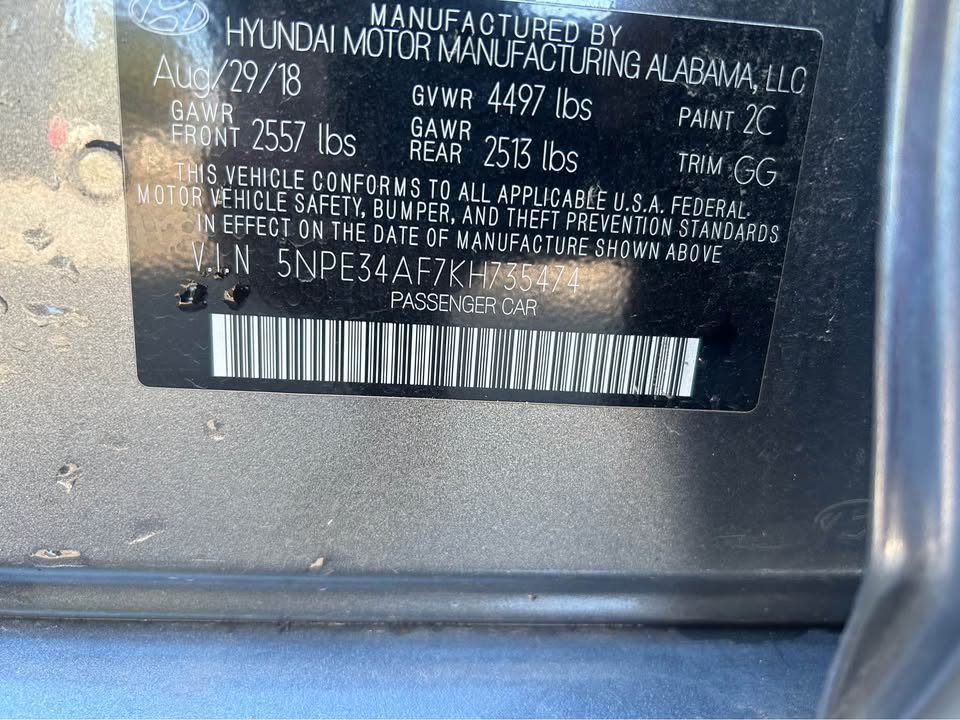 MANUFACTURED BY
HYUNDAI MOTOR MANUFACTURING ALABAMA, LLC
Aug/29/18 GVWR 4497 lbs PAINT 2C
GAWR FRONT 2557 lbs GAWR REAR 2513 lbs TRIM GG
THIS VEHICLE CONFORMS TO ALL APPLICABLE U.S.A. FEDERAL
MOTOR VEHICLE SAFETY, BUMPER, AND THEFT PREVENTION STANDARDS
IN EFFECT ON THE DATE OF MANUFACTURE SHOWN ABOVE
V.I.N 5NPE34AF7KH735474
PASSENGER CAR